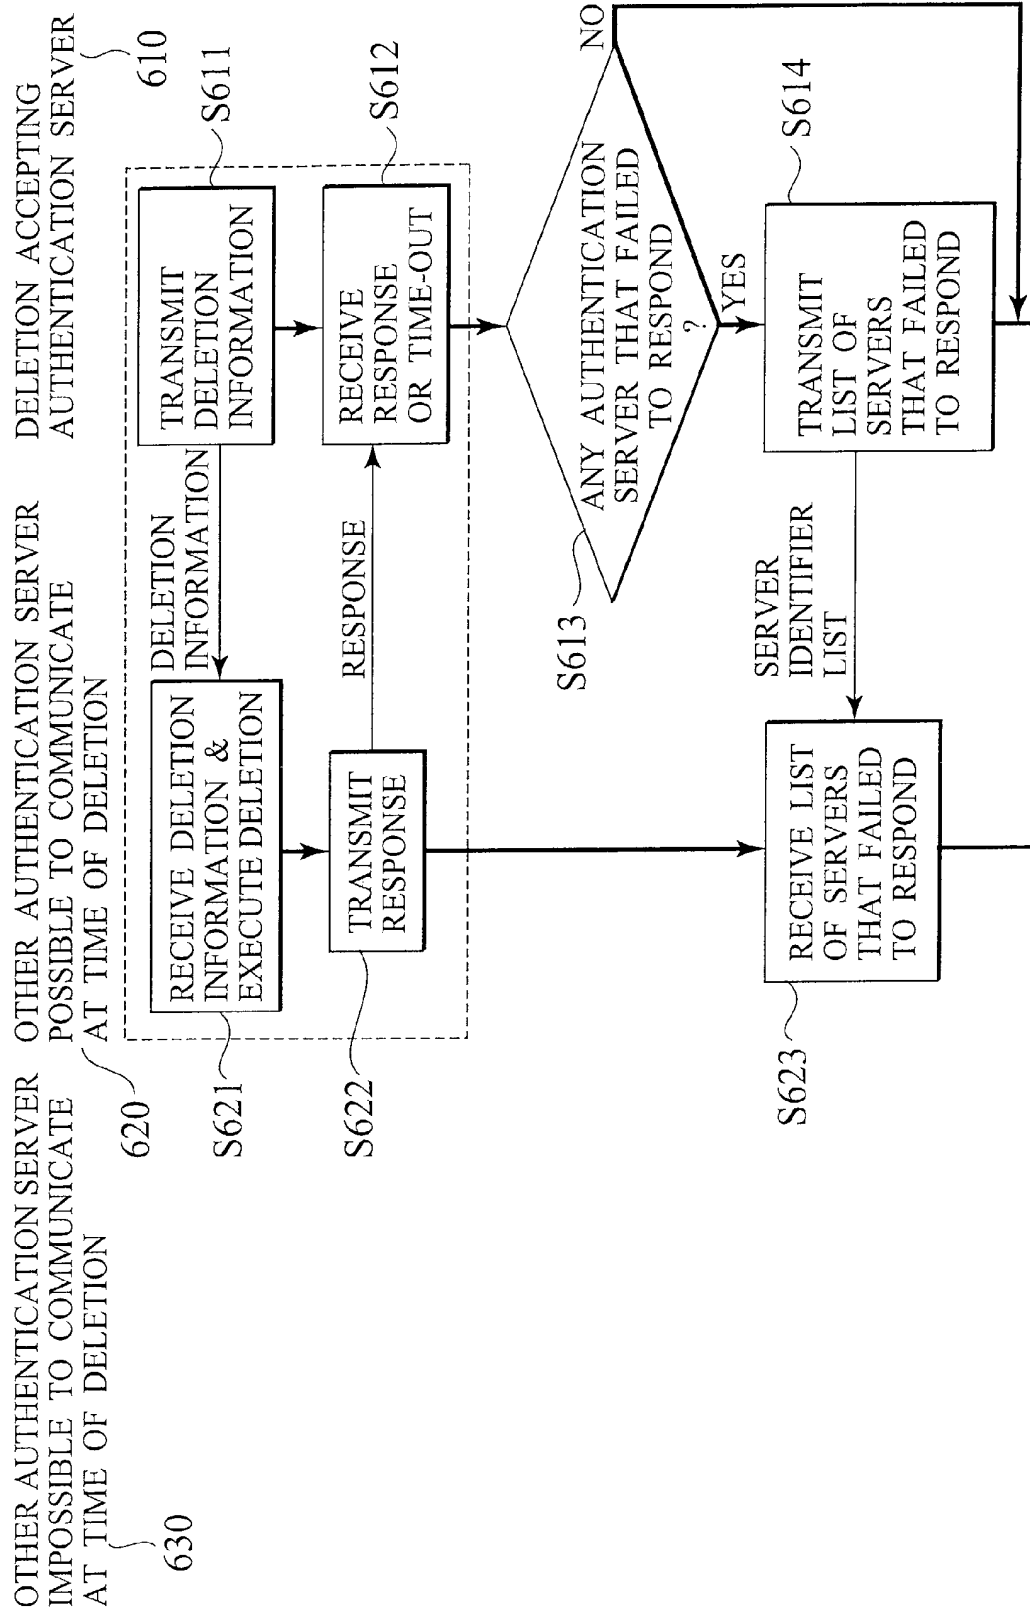 OTHER AUTHENTICATION SERVER
IMPOSSIBLE TO COMMUNICATE
AT TIME OF DELETION
630
OTHER AUTHENTICATION SERVER
POSSIBLE TO COMMUNICATE
AT TIME OF DELETION
620
DELETION ACCEPTING
AUTHENTICATION SERVER
610
S621
RECEIVE DELETION
INFORMATION &
EXECUTE DELETION
DELETION
INFORMATION
TRANSMIT
DELETION
INFORMATION
S611
S622
TRANSMIT
RESPONSE
RESPONSE
RECEIVE
RESPONSE
OR TIME-OUT
S612
S613
ANY AUTHENTICATION
SERVER THAT FAILED
TO RESPOND
?
NO
YES
S623
RECEIVE LIST
OF SERVERS
THAT FAILED
TO RESPOND
SERVER
IDENTIFIER
LIST
TRANSMIT
LIST OF
SERVERS
THAT FAILED
TO RESPOND
S614